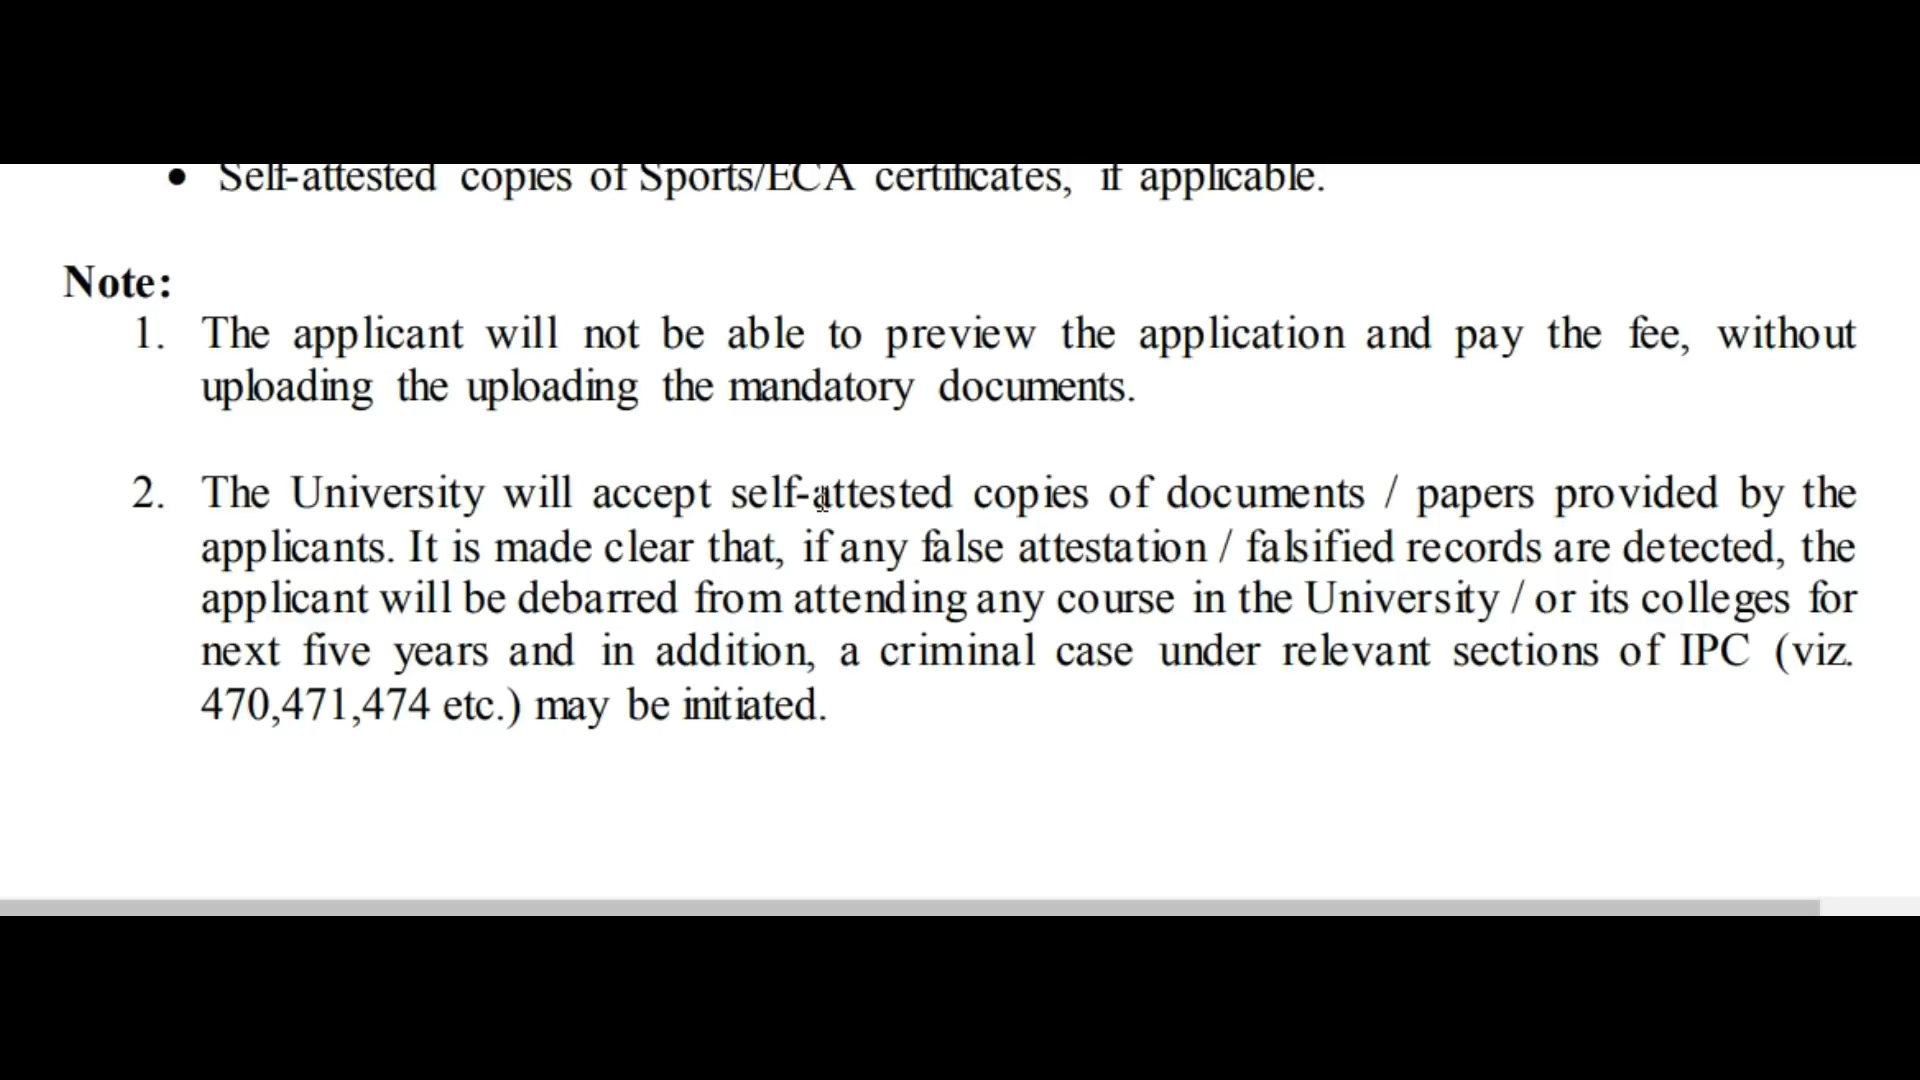 • Self-attested copies of Sports/ECA certificates, if applicable.
Note:
1. The applicant will not be able to preview the application and pay the fee, without
uploading the uploading the mandatory documents.
2. The University will accept self-attested copies of documents / papers provided by the
applicants. It is made clear that, if any false attestation / falsified records are detected, the
applicant will be debarred from attending any course in the University / or its colleges for
next five years and in addition, a criminal case under relevant sections of IPC (viz.
470,471,474 etc.) may be initiated.